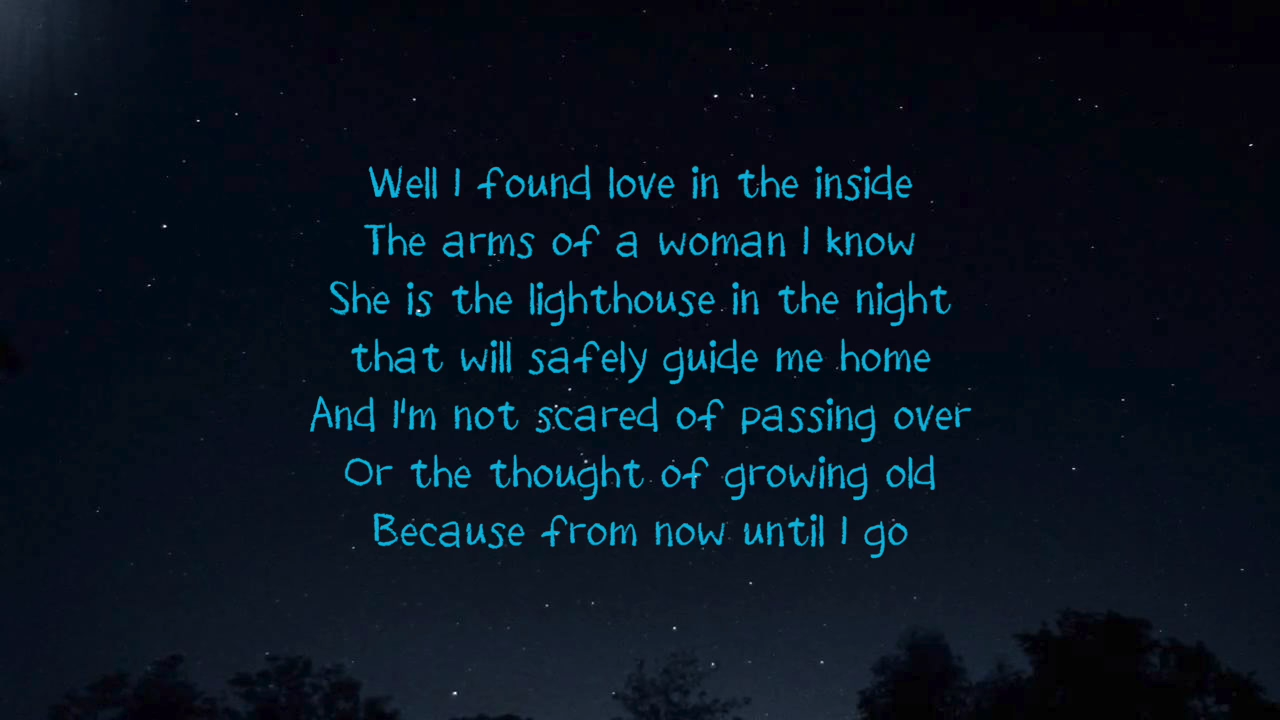 Well I found love in the inside
The arms of a woman I know
She is the lighthouse in the night
that will safely guide me home
And I'm not scared of passing over
Or the thought of growing old
Because from now until I go